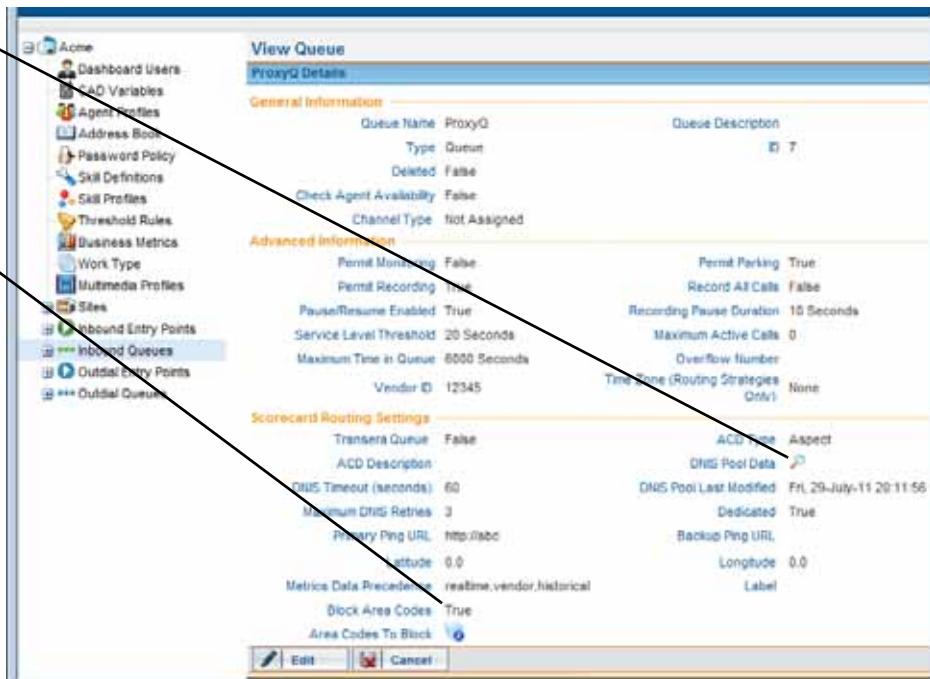 Acme
Dashboard Users
CAD Variables
Agent Profiles
Address Book
Password Policy
Skill Definitions
Skill Profiles
Threshold Rules
Business Metrics
Work Type
Multimedia Profiles
Sites
Inbound Entry Points
Inbound Queues
Outdial Entry Points
Outdial Queues
View Queue
ProxyQ Details
General Information
Queue Name ProxyQ Queue Description
Type Queue ID 7
Deleted False
Check Agent Availability False
Channel Type Not Assigned
Advanced Information
Permit Monitoring False Permit Parking True
Permit Recording True Record All Calls False
Pause/Resume Enabled True Recording Pause Duration 10 Seconds
Service Level Threshold 20 Seconds Maximum Active Calls 0
Maximum Time in Queue 6000 Seconds Overflow Number
Vendor ID 12345 Time Zone (Routing Strategies Only) None
Scorecard Routing Settings
Transera Queue False ACD Type Aspect
ACD Description DNIS Pool Data
DNIS Timeout (seconds) 60 DNIS Pool Last Modified Fri, 29-July-11 20:11:56
Maximum DNIS Retries 3 Dedicated True
Primary Ping URL http://abc Backup Ping URL
Latitude 0.0 Longitude 0.0
Metrics Data Precedence realtime,vendor,historical Label
Block Area Codes True
Area Codes To Block
Edit Cancel